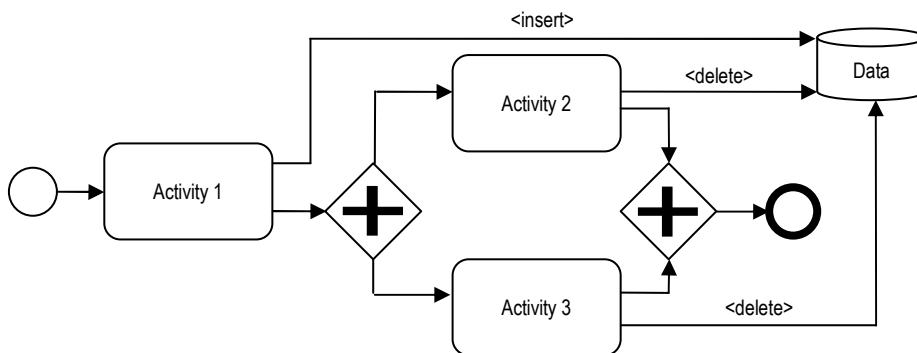 <insert>
Data
<delete>
Activity 2
Activity 1
Activity 3
<delete>